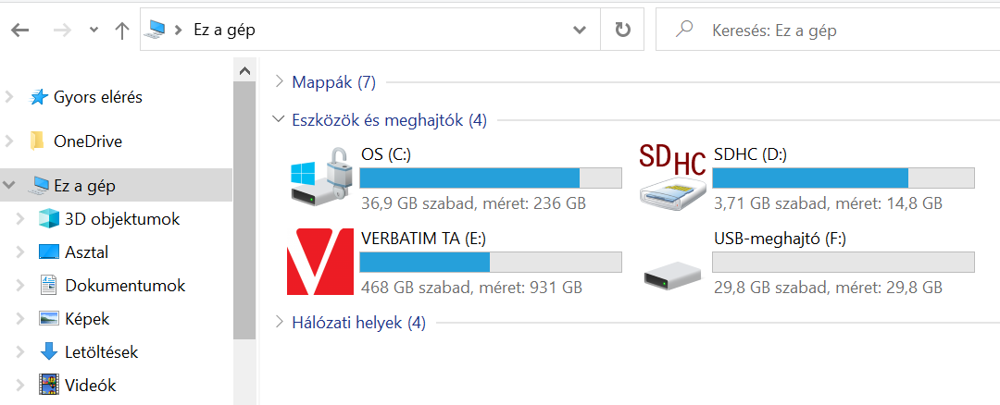 Ez a gép
Keresés: Ez a gép
Gyors elérés
OneDrive
Ez a gép
3D objektumok
Asztal
Dokumentumok
Képek
Letöltések
Videók
Mappák (7)
Eszközök és meghajtók (4)
OS (C:)
36,9 GB szabad, méret: 236 GB
SDHC
SDHC (D:)
3,71 GB szabad, méret: 14,8 GB
V
VERBATIM TA (E:)
468 GB szabad, méret: 931 GB
USB-meghajtó (F:)
29,8 GB szabad, méret: 29,8 GB
Hálózati helyek (4)